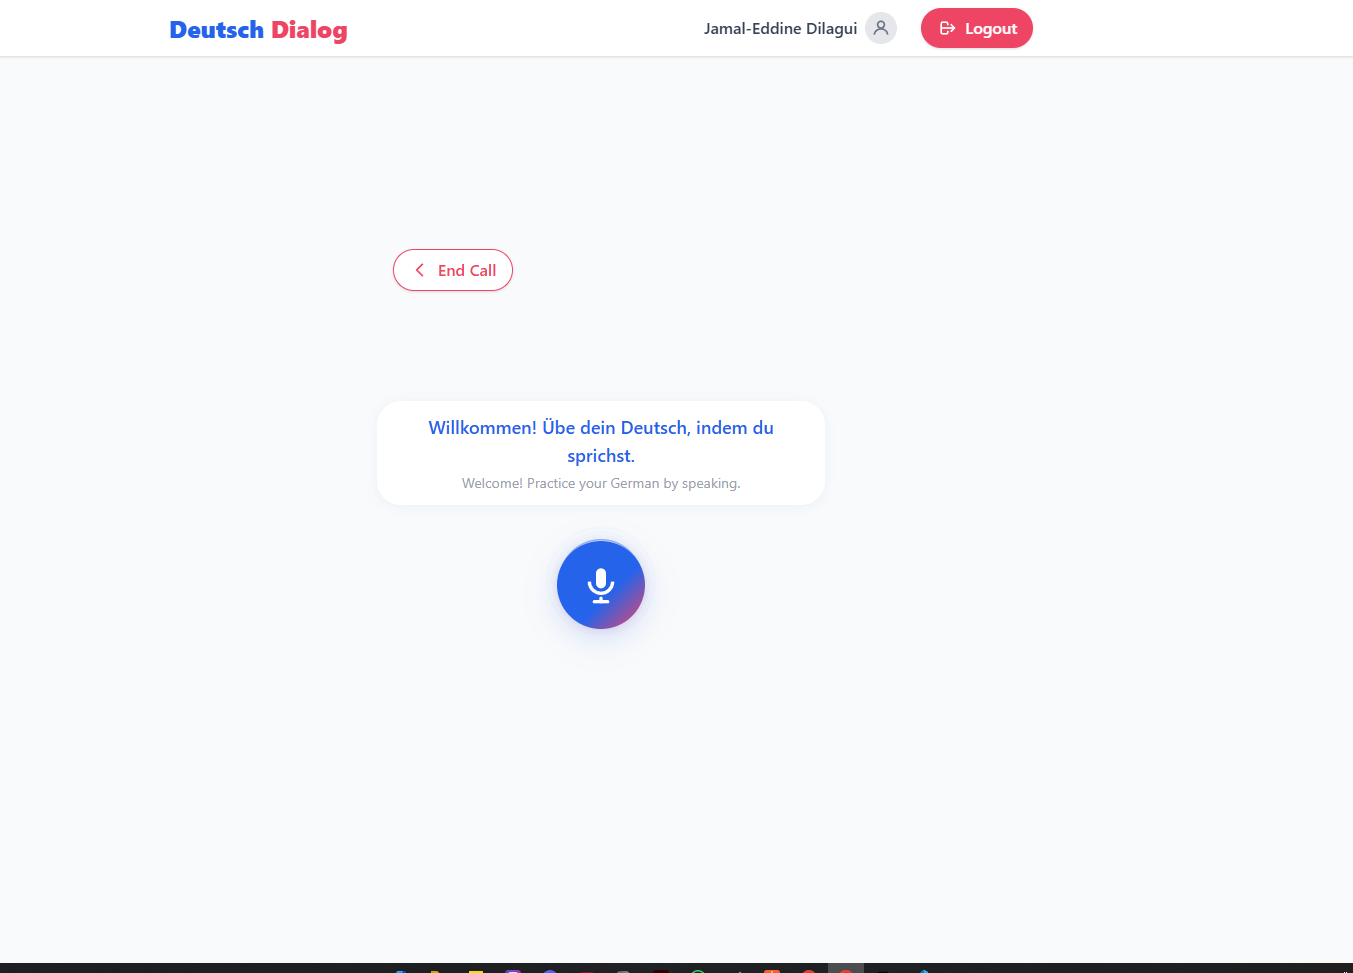 Deutsch Dialog
Jamal-Eddine Dilagui
Logout
End Call
Willkommen! Übe dein Deutsch, indem du
sprichst.
Welcome! Practice your German by speaking.